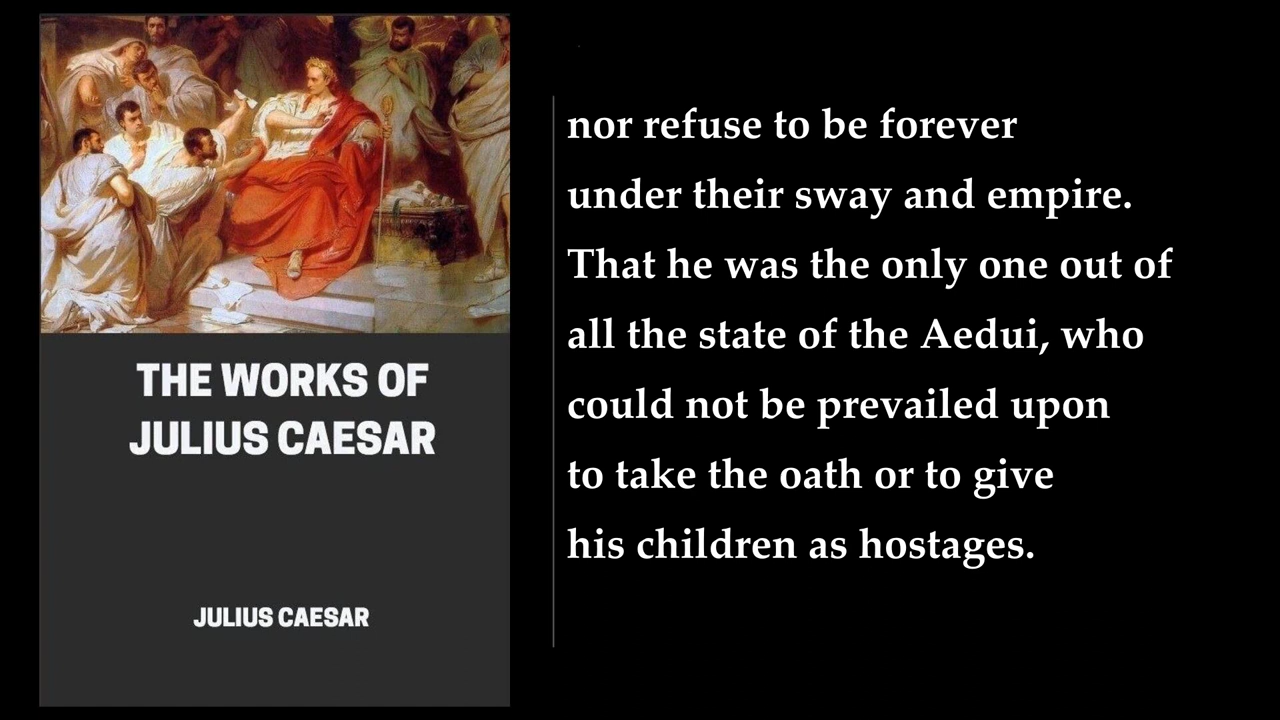 THE WORKS OF
JULIUS CAESAR
JULIUS CAESAR
nor refuse to be forever
under their sway and empire.
That he was the only one out of
all the state of the Aedui, who
could not be prevailed upon
to take the oath or to give
his children as hostages.